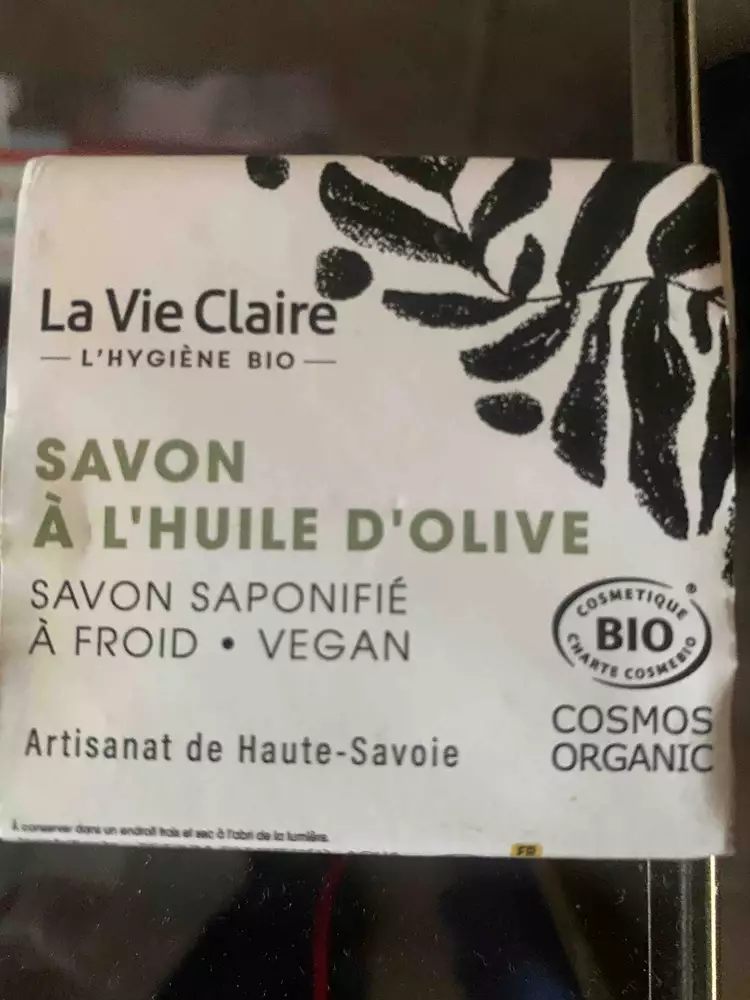 La Vie Claire
— L'HYGIÈNE BIO —
SAVON
À L'HUILE D'OLIVE
SAVON SAPONIFIÉ
À FROID • VEGAN
COSMETIQUE ®
BIO
CHARTE COSMEBIO
COSMOS
ORGANIC
Artisanat de Haute-Savoie
À conserver dans un endroit frais et sec à l'abri de la lumière.
FR